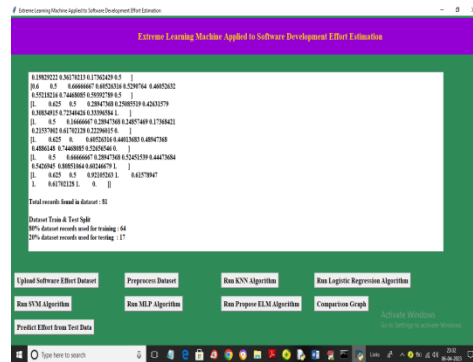 Extreme Learning Machine Applied to Software Development Effort Estimation
Extreme Learning Machine Applied to Software Development Effort Estimation
0.19829222 0.36170213 0.17362429 0.5 ]
[0.6 0.5 0.66666667 0.60526316 0.5290764 0.46052632
0.55218216 0.74468085 0.59592789 0.5 ]
[1. 0.625 0.5 0.28947368 0.25085519 0.42631579
0.30834915 0.72340426 0.33396584 1. ]
[1. 0.5 0.16666667 0.28947368 0.24857469 0.17368421
0.21537002 0.61702128 0.22296015 0. ]
[1. 0.625 0. 0.60526316 0.44013683 0.48947368
0.4886148 0.74468085 0.52656546 0. ]
[1. 0.5 0.66666667 0.28947368 0.52451539 0.44473684
0.5426945 0.80851064 0.60246679 1. ]
[1. 0.625 0.5 0.92105263 1. 0.61578947
1. 0.61702128 1. 0. ]]
Total records found in dataset : 81
Dataset Train & Test Split
80% dataset records used for training : 64
20% dataset records used for testing : 17
Upload Software Effort Dataset Preprocess Dataset Run KNN Algorithm Run Logistic Regression Algorithm
Run SVM Algorithm Run MLP Algorithm Run Propose ELM Algorithm Comparison Graph
Predict Effort from Test Data
Activate Windows
Go to Settings to activate Windows.
Type here to search
Links